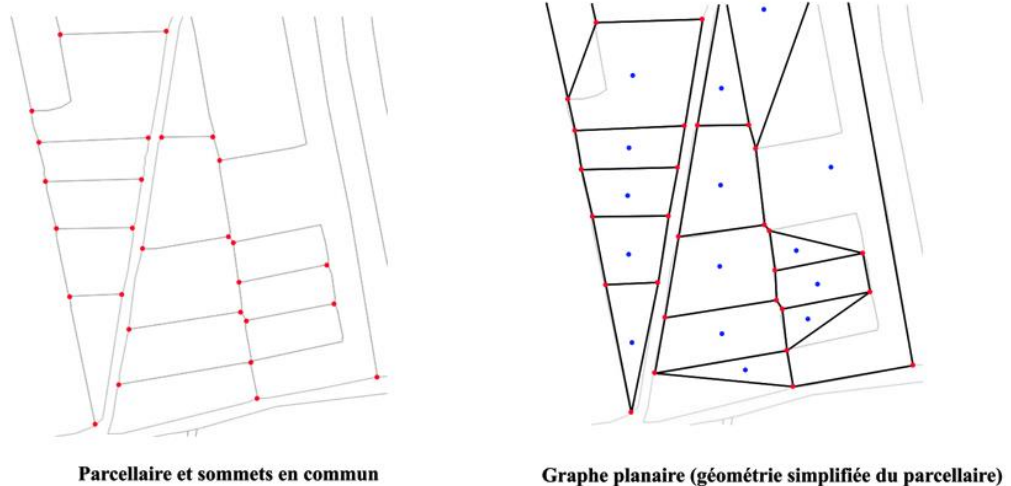 Parcellaire et sommets en commun
Graphe planaire (géométrie simplifiée du parcellaire)